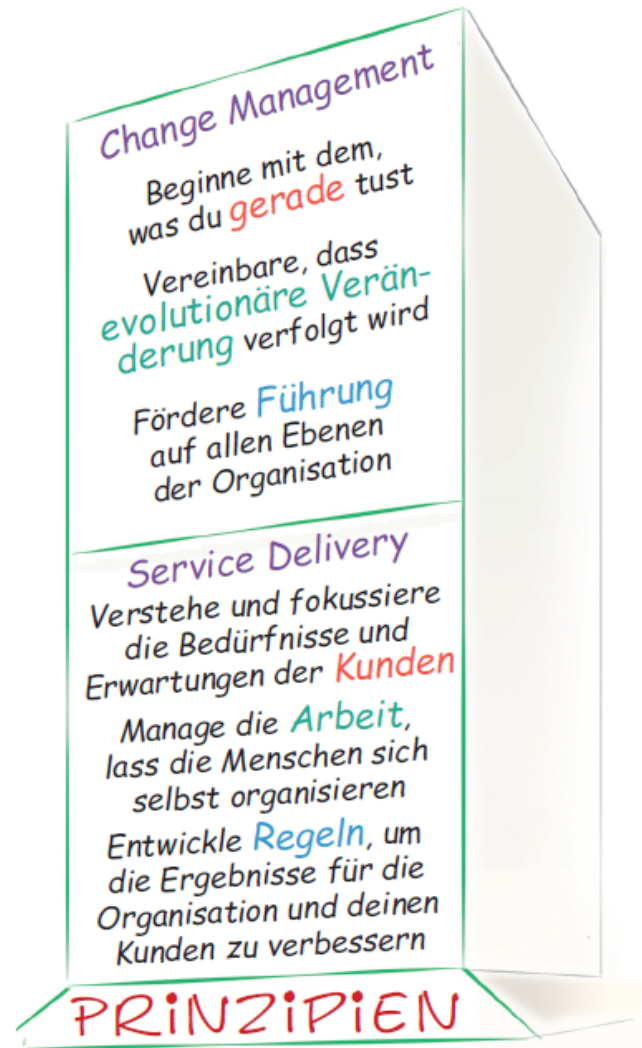 Change Management
Beginne mit dem,
was du gerade tust
Vereinbare, dass
evolutionäre Verän-
derung verfolgt wird
Fördere Führung
auf allen Ebenen
der Organisation
Service Delivery
Verstehe und fokussiere
die Bedürfnisse und
Erwartungen der Kunden
Manage die Arbeit,
lass die Menschen sich
selbst organisieren
Entwickle Regeln, um
die Ergebnisse für die
Organisation und deinen
Kunden zu verbessern
PRiNZiPiEN